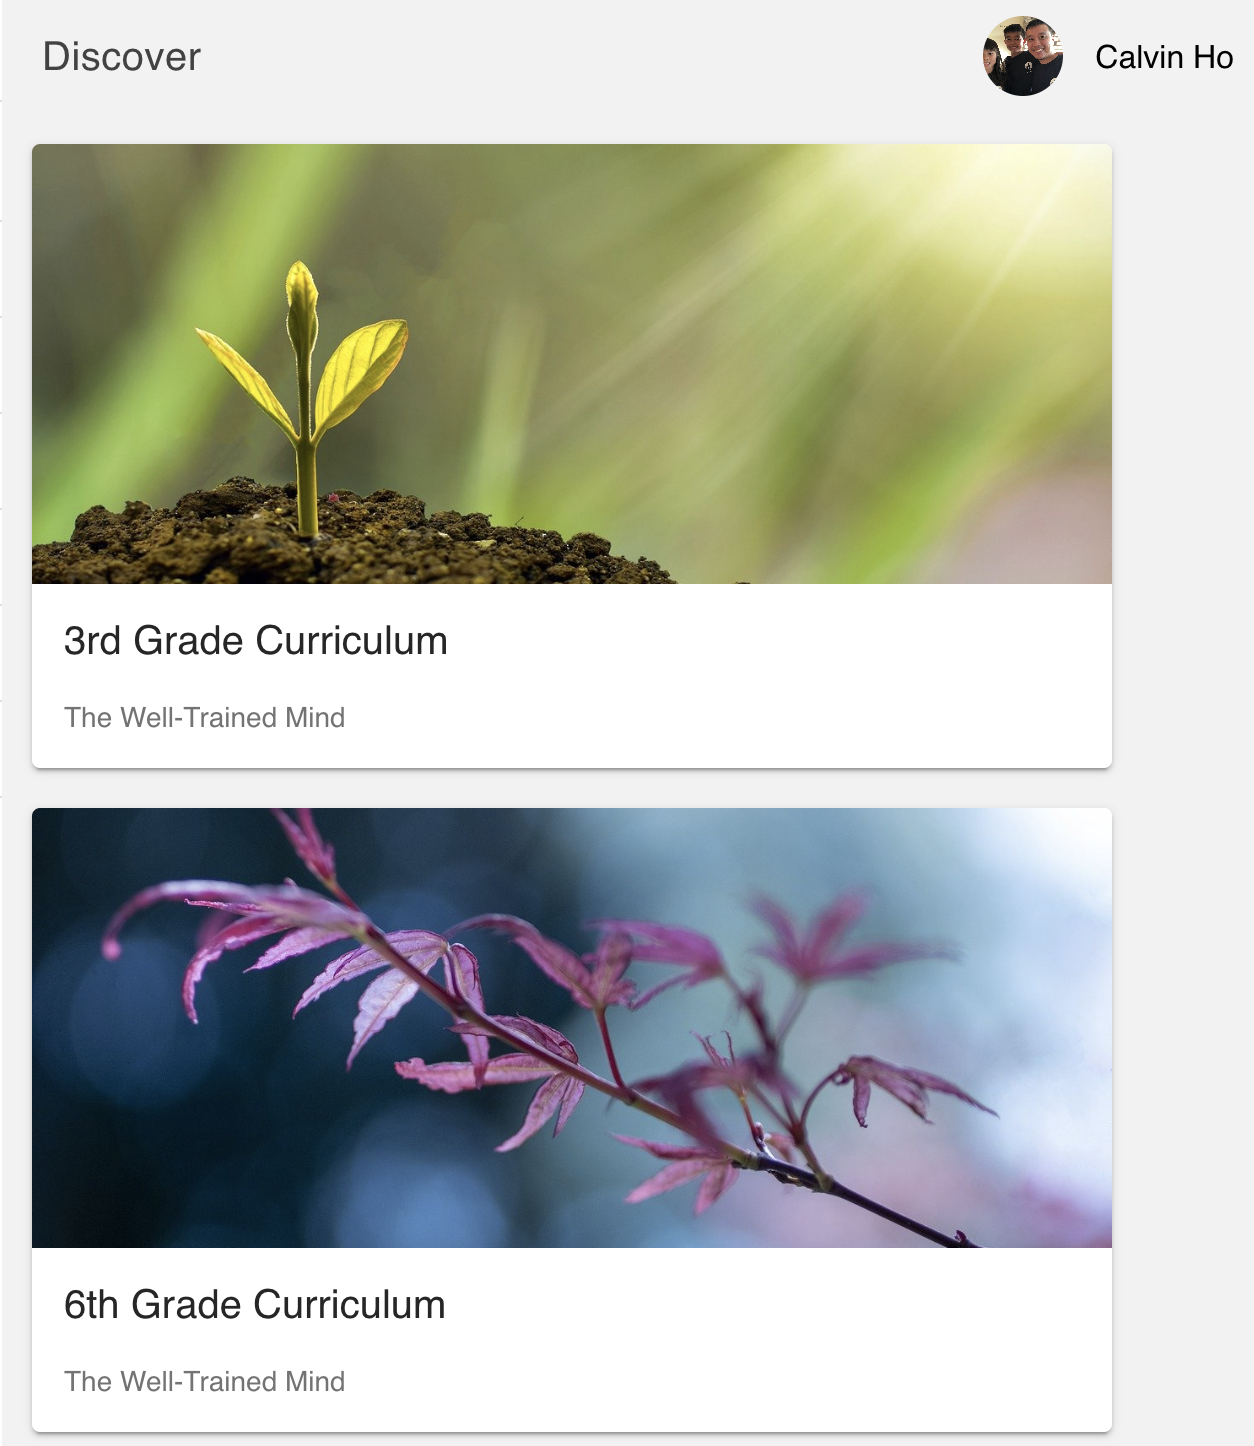 Discover
Calvin Ho
3rd Grade Curriculum
The Well-Trained Mind
6th Grade Curriculum
The Well-Trained Mind